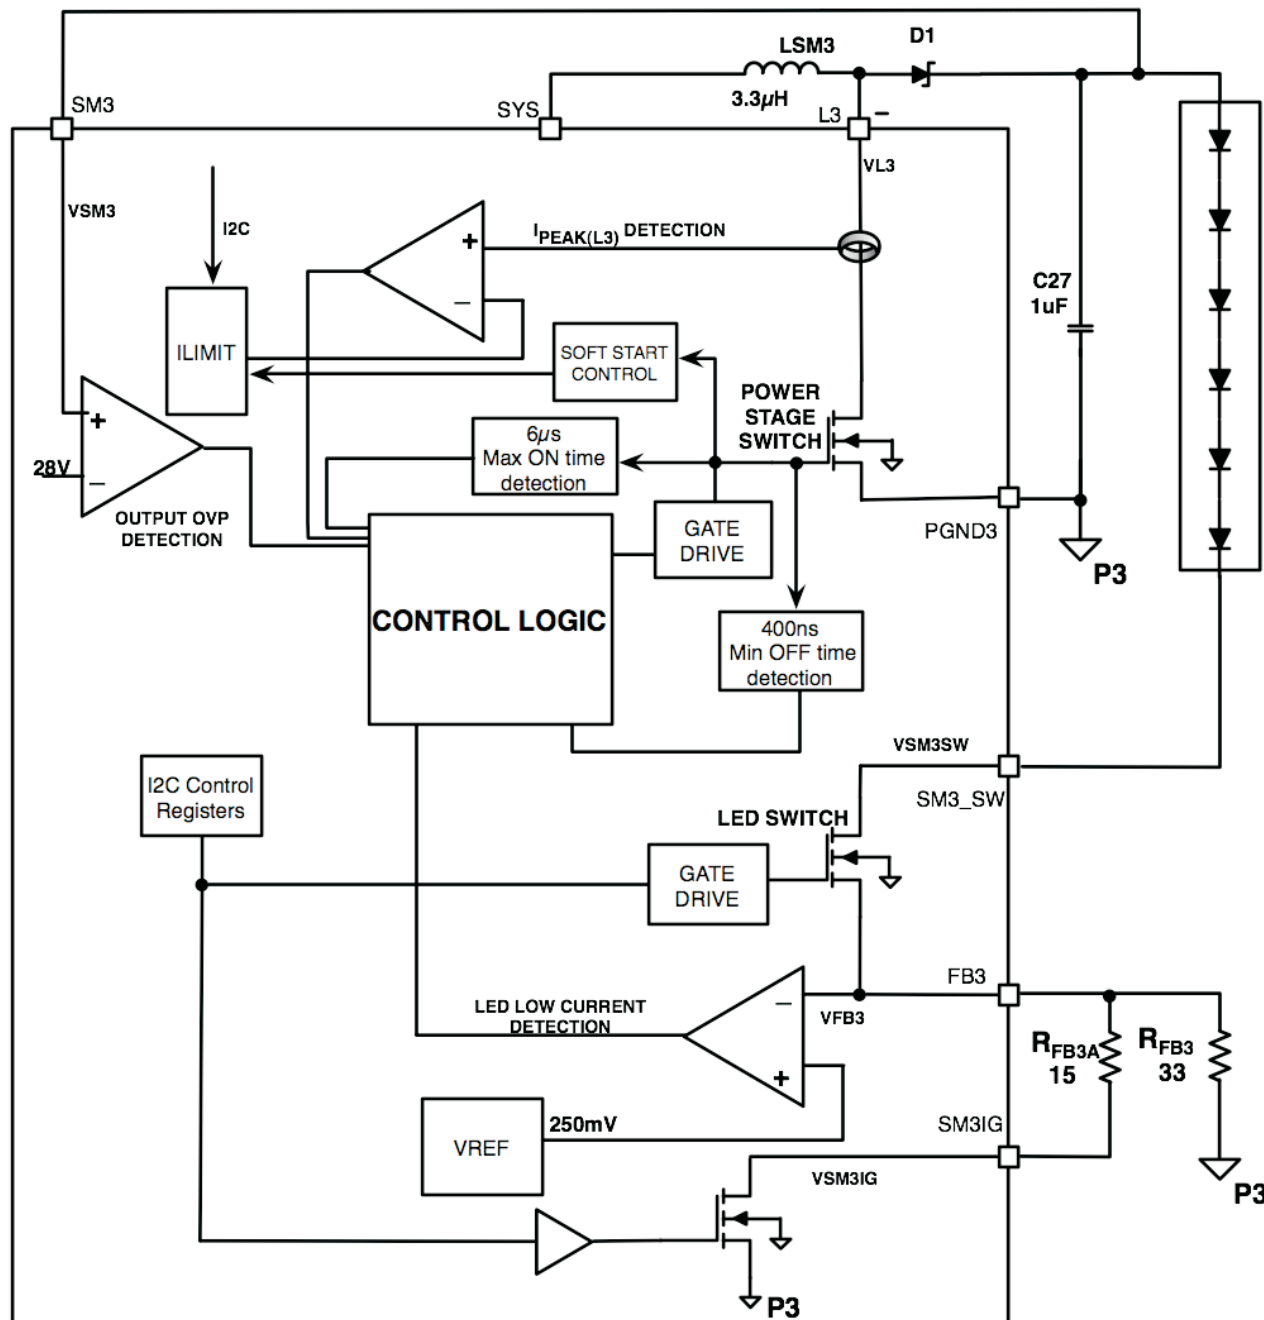 D1
LSM3
3.3µH
SM3
SYS
L3
–
VL3
VSM3
I2C
IPEAK(L3) DETECTION
+
–
C27
1uF
ILIMIT
SOFT START
CONTROL
POWER
STAGE
SWITCH
+
28V
–
6µs
Max ON time
detection
OUTPUT OVP
DETECTION
GATE
DRIVE
PGND3
P3
CONTROL LOGIC
400ns
Min OFF time
detection
VSM3SW
I2C Control
Registers
SM3_SW
LED SWITCH
GATE
DRIVE
FB3
LED LOW CURRENT
DETECTION
–
VFB3
+
RFB3A
15
RFB3
33
250mV
VREF
SM3IG
VSM3IG
P3
P3